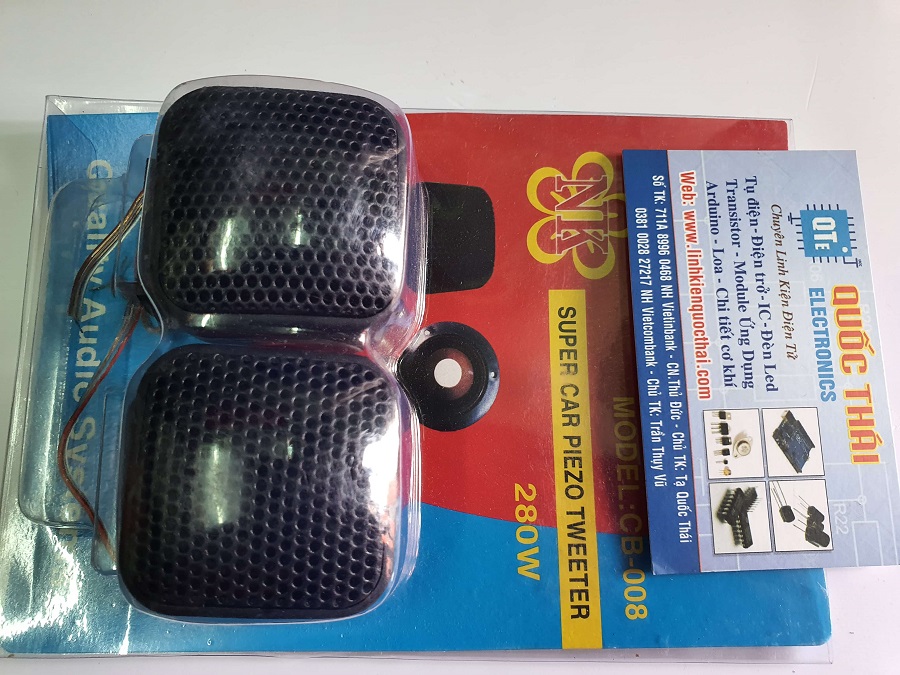 NK
MODEL:CB-008
SUPER CAR PIEZO TWEETER
280W
Quality Audio
QTe
QUỐC THÁI
ELECTRONICS
Chuyên Linh Kiện Điện Tử
Tụ điện-Điện trở-IC-Đèn Led
Transistor - Module Ứng Dụng
Arduino - Loa - Chi tiết cơ khí
Web: www.linhkienquocthai.com
Số TK: 711A 8996 0468 NH Vietinbank - CN.Thủ Đức - Chủ TK: Tạ Quốc Thái
0381 0028 27217 NH Vietcombank - Chủ TK: Trần Thụy Vũ
R22